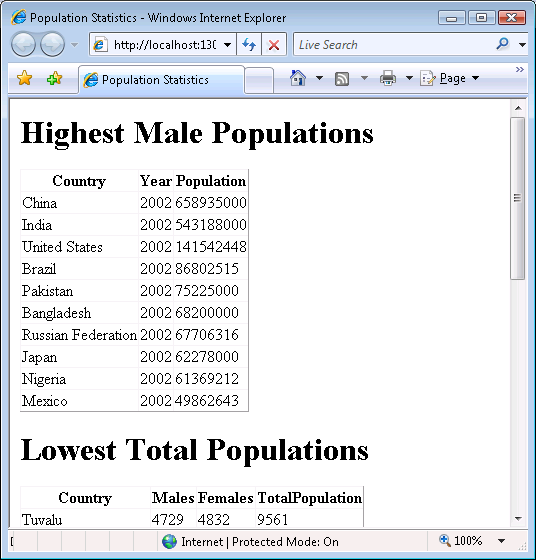 Population Statistics - Windows Internet Explorer
http://localhost:130 Live Search
Population Statistics Page
Highest Male Populations
Country Year Population
China 2002 658935000
India 2002 543188000
United States 2002 141542448
Brazil 2002 86802515
Pakistan 2002 75225000
Bangladesh 2002 68200000
Russian Federation 2002 67706316
Japan 2002 62278000
Nigeria 2002 61369212
Mexico 2002 49862643
Lowest Total Populations
Country Males Females TotalPopulation
Tuvalu 4729 4832 9561
Internet | Protected Mode: On 100%